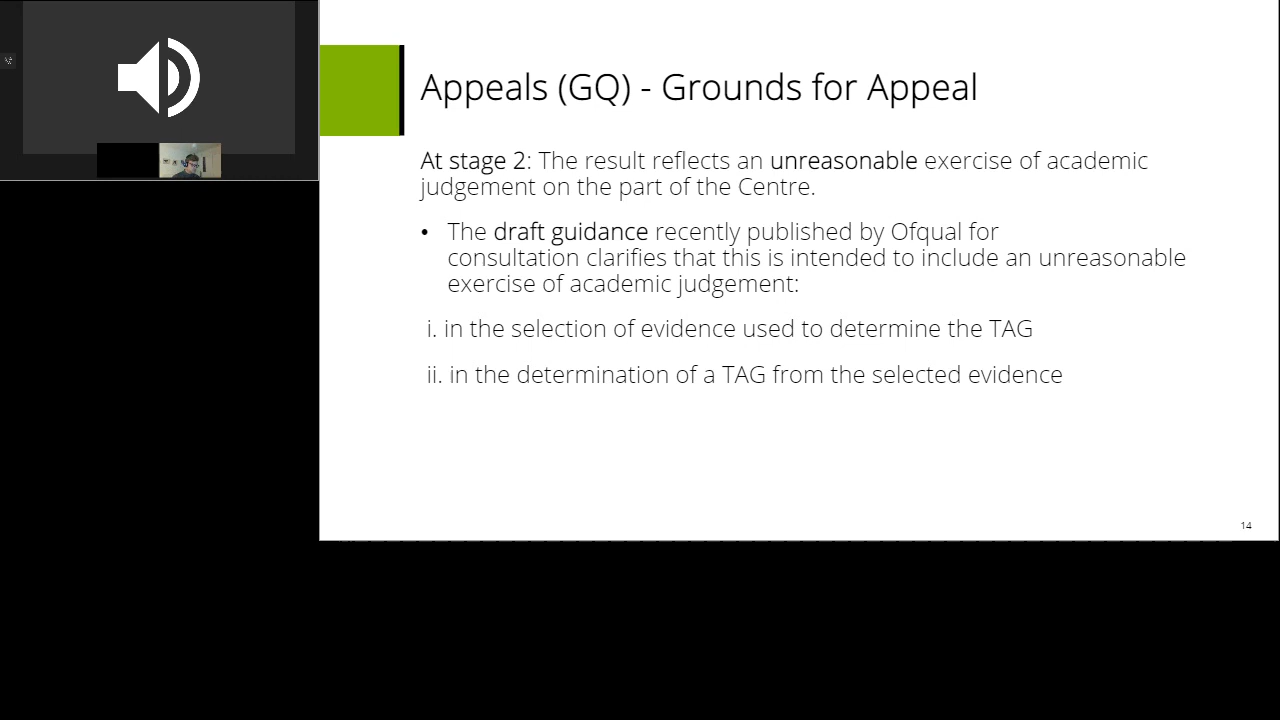 Appeals (GQ) - Grounds for Appeal
At stage 2: The result reflects an unreasonable exercise of academic
judgement on the part of the Centre.
• The draft guidance recently published by Ofqual for
consultation clarifies that this is intended to include an unreasonable
exercise of academic judgement:
i. in the selection of evidence used to determine the TAG
ii. in the determination of a TAG from the selected evidence
14